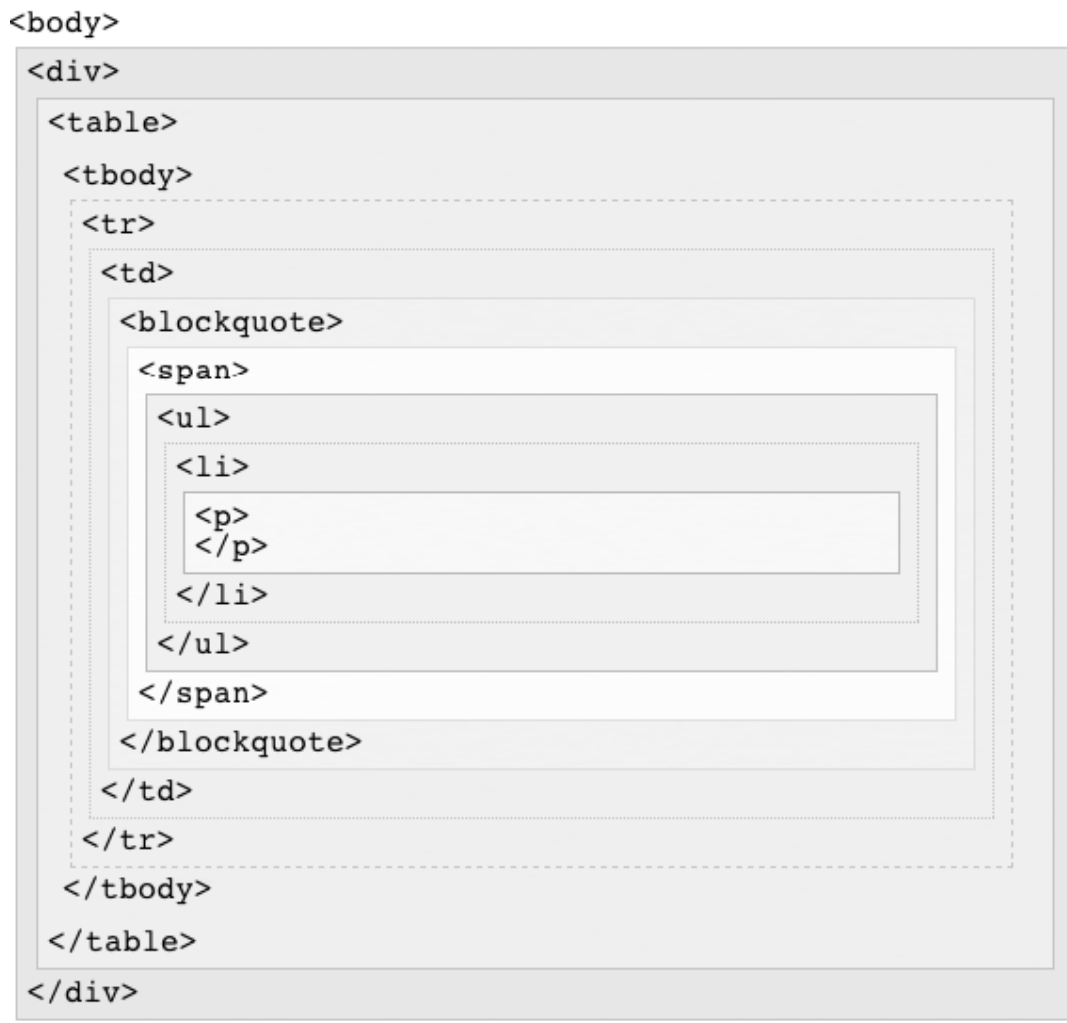 <body>
<div>
<table>
<tbody>
<tr>
<td>
<blockquote>
<span>
<ul>
<li>
<p>
</p>
</li>
</ul>
</span>
</blockquote>
</td>
</tr>
</tbody>
</table>
</div>